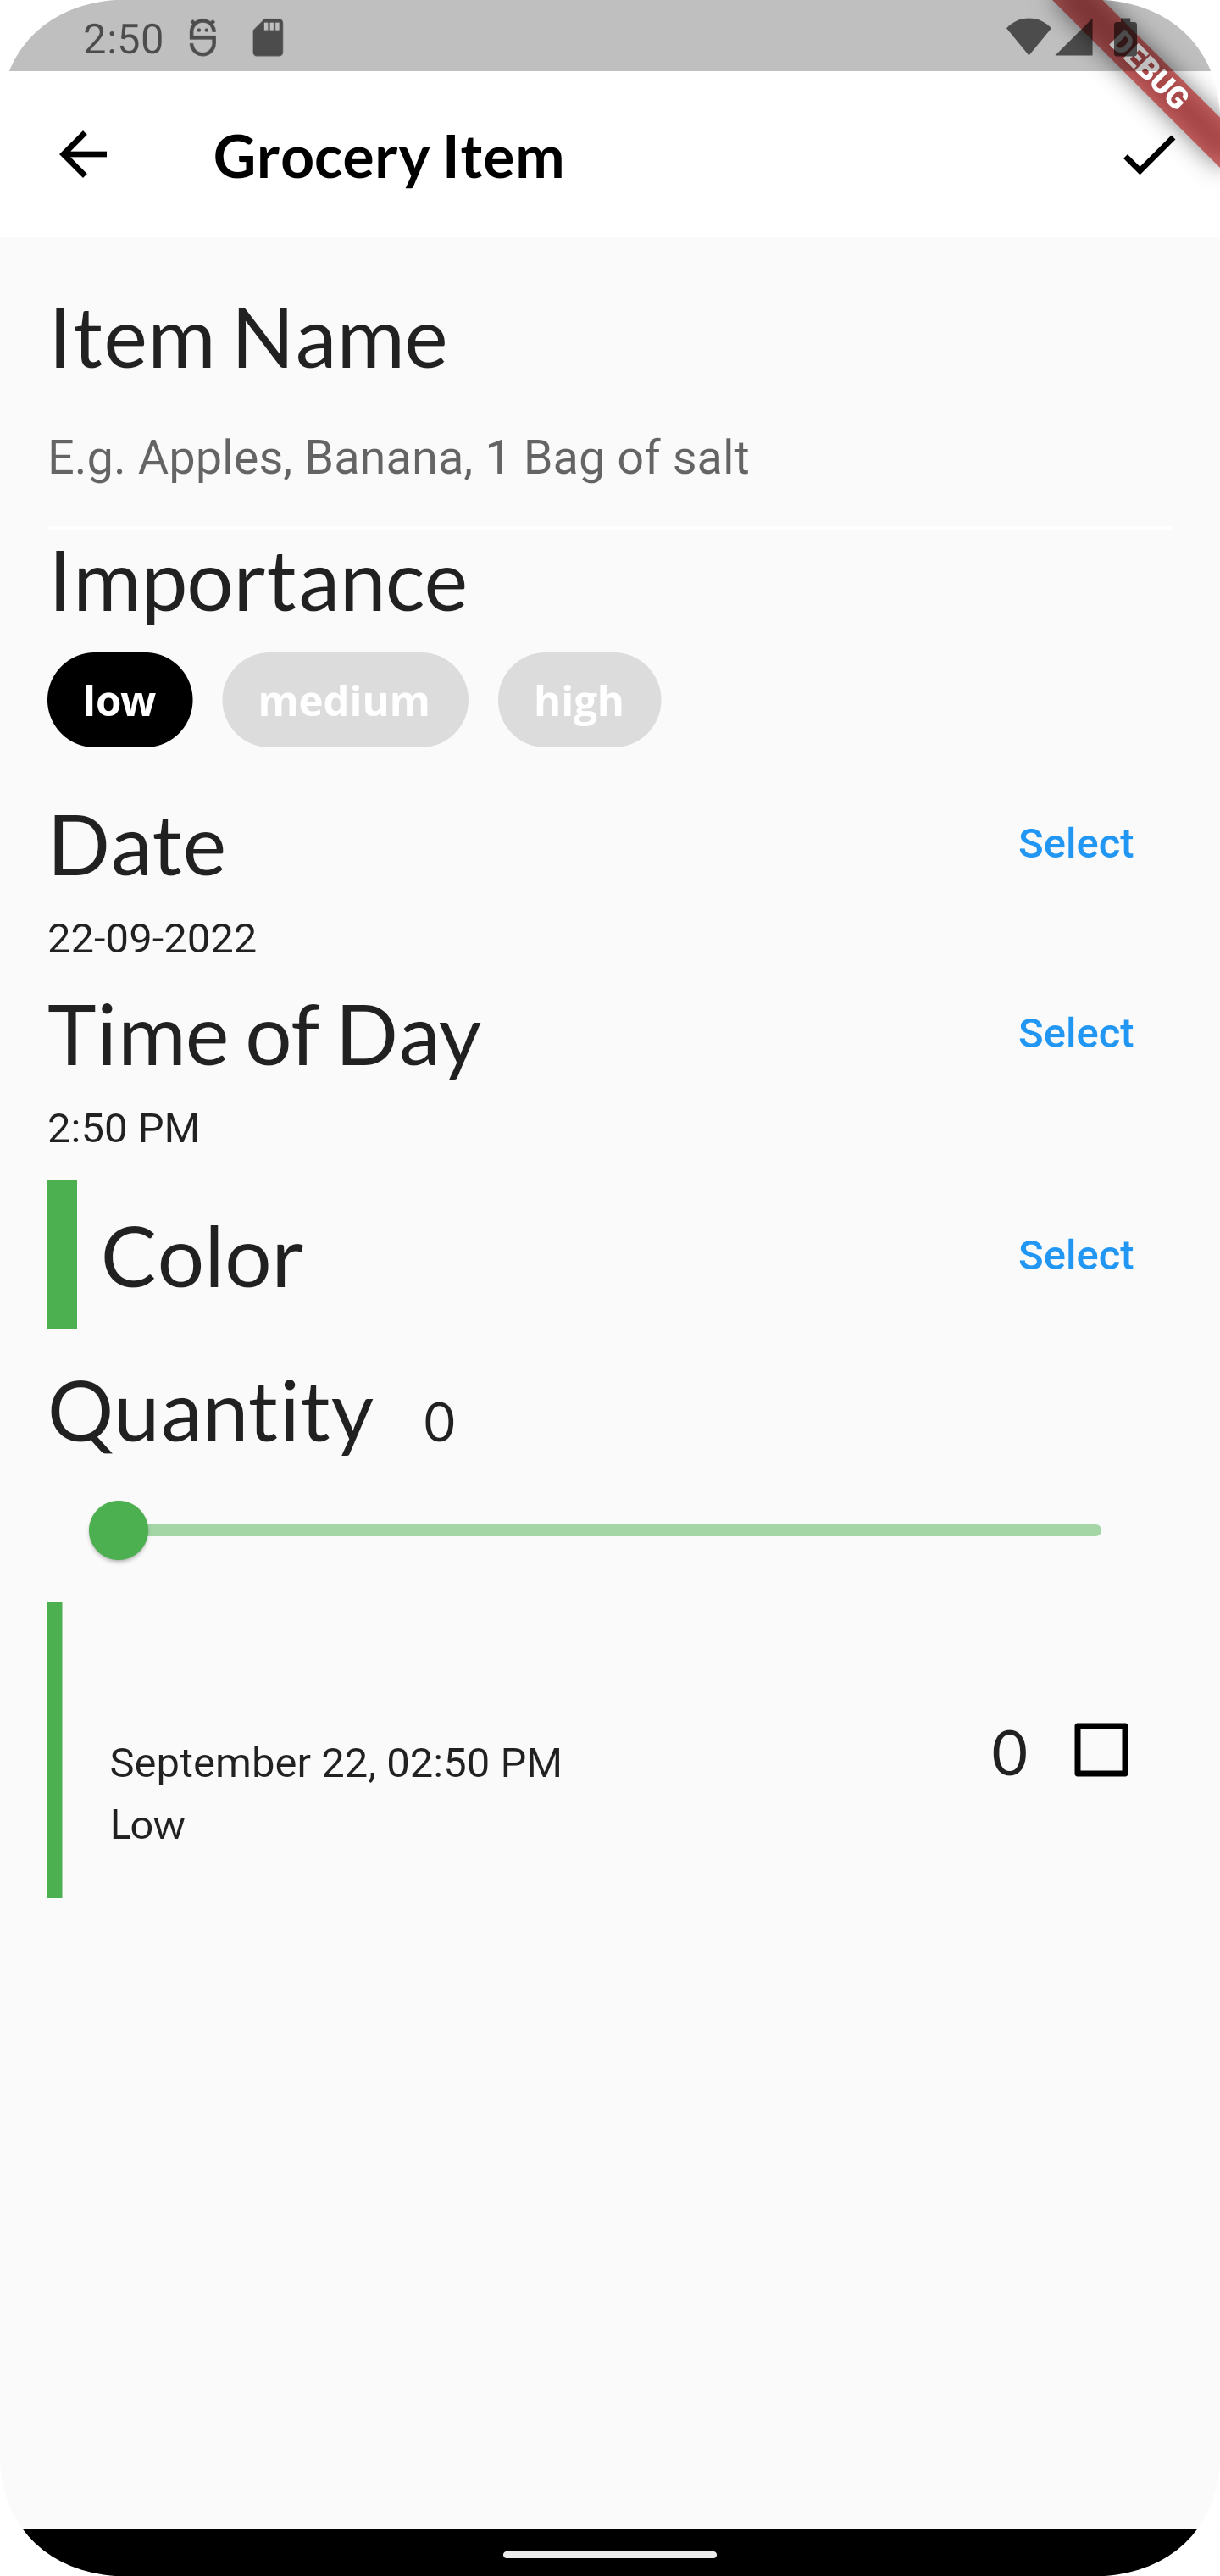 2:50
DEBUG
Grocery Item
Item Name
E.g. Apples, Banana, 1 Bag of salt
Importance
low medium high
Date Select
22-09-2022
Time of Day Select
2:50 PM
Color Select
Quantity 0
September 22, 02:50 PM 0
Low